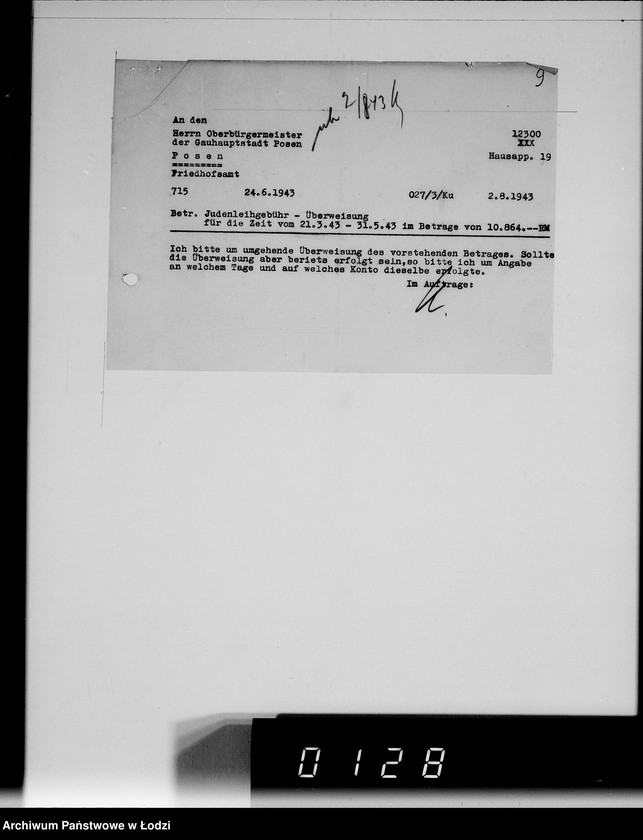 9
2/843
An den
Herrn Oberbürgermeister
der Gauhauptstadt Posen
P o s e n
=========
Friedhofsamt
12300
XXX
Hausapp. 19
715 24.6.1943 027/3/Ku 2.8.1943
Betr. Judenleihgebühr - Überweisung
für die Zeit vom 21.3.43 - 31.5.43 im Betrage von 10.864.--RM
Ich bitte um umgehende Überweisung des vorstehenden Betrages. Sollte
die Überweisung aber beriets erfolgt sein,so bitte ich um Angabe
an welchem Tage und auf welches Konto dieselbe erfolgte.
Im Auftrage:
0128
Archiwum Państwowe w Łodzi